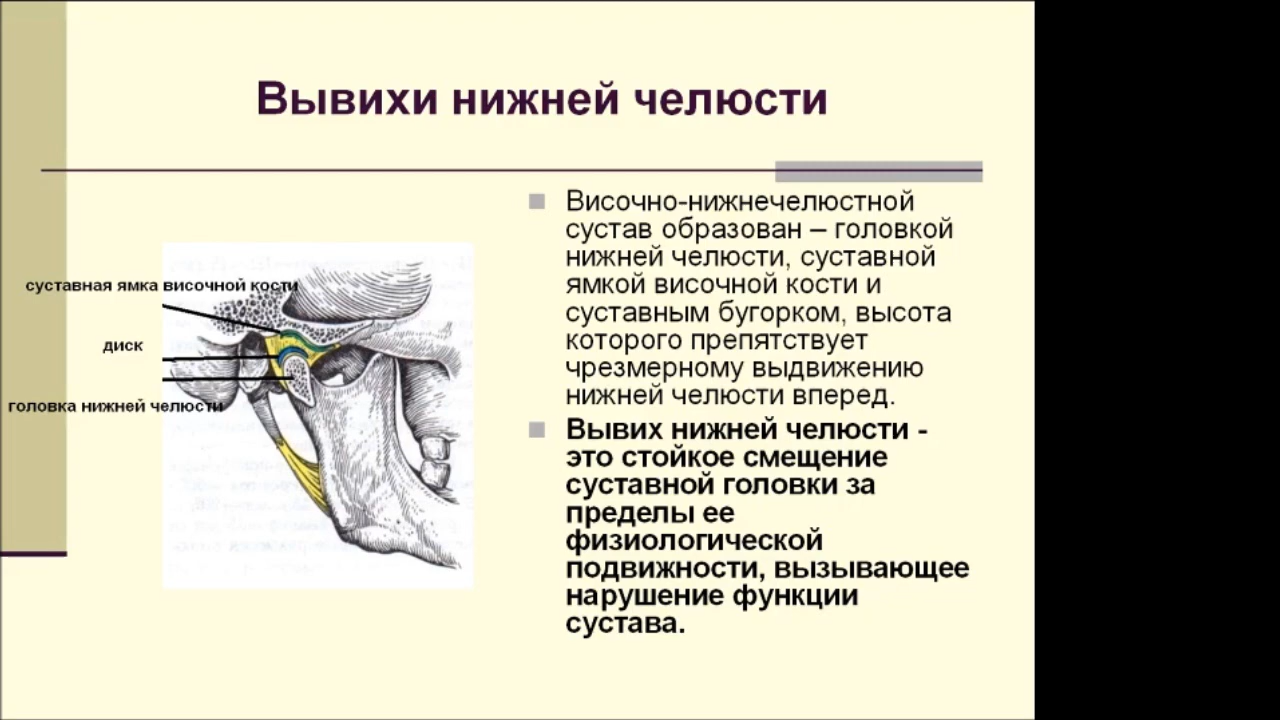 Вывихи нижней челюсти
суставная ямка височной кости
диск
головка нижней челюсти
Височно-нижнечелюстной
сустав образован – головкой
нижней челюсти, суставной
ямкой височной кости и
суставным бугорком, высота
которого препятствует
чрезмерному выдвижению
нижней челюсти вперед.
Вывих нижней челюсти -
это стойкое смещение
суставной головки за
пределы ее
физиологической
подвижности, вызывающее
нарушение функции
сустава.